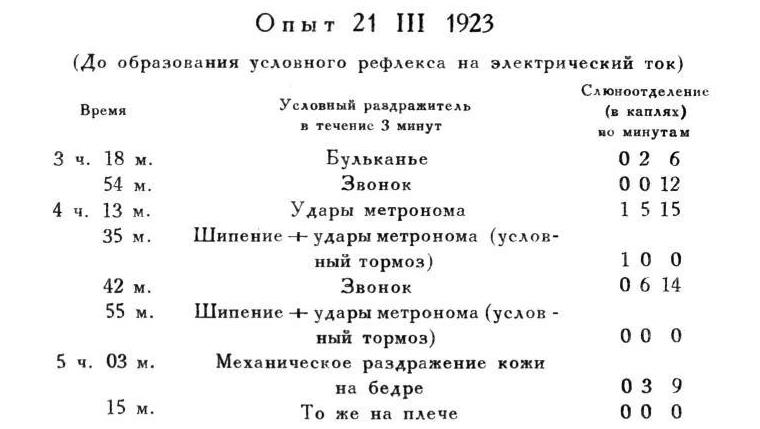 Опыт 21 III 1923
(До образования условного рефлекса на электрический ток)
Время Условный раздражитель в течение 3 минут Слюноотделение (в каплях) по минутам
3 ч. 18 м. Бульканье 0 2 6
54 м. Звонок 0 0 12
4 ч. 13 м. Удары метронома 1 5 15
35 м. Шипение + удары метронома (услов-
ный тормоз) 1 0 0
42 м. Звонок 0 6 14
55 м. Шипение + удары метронома (услов-
ный тормоз) 0 0 0
5 ч. 03 м. Механическое раздражение кожи
на бедре 0 3 9
15 м. То же на плече 0 0 0